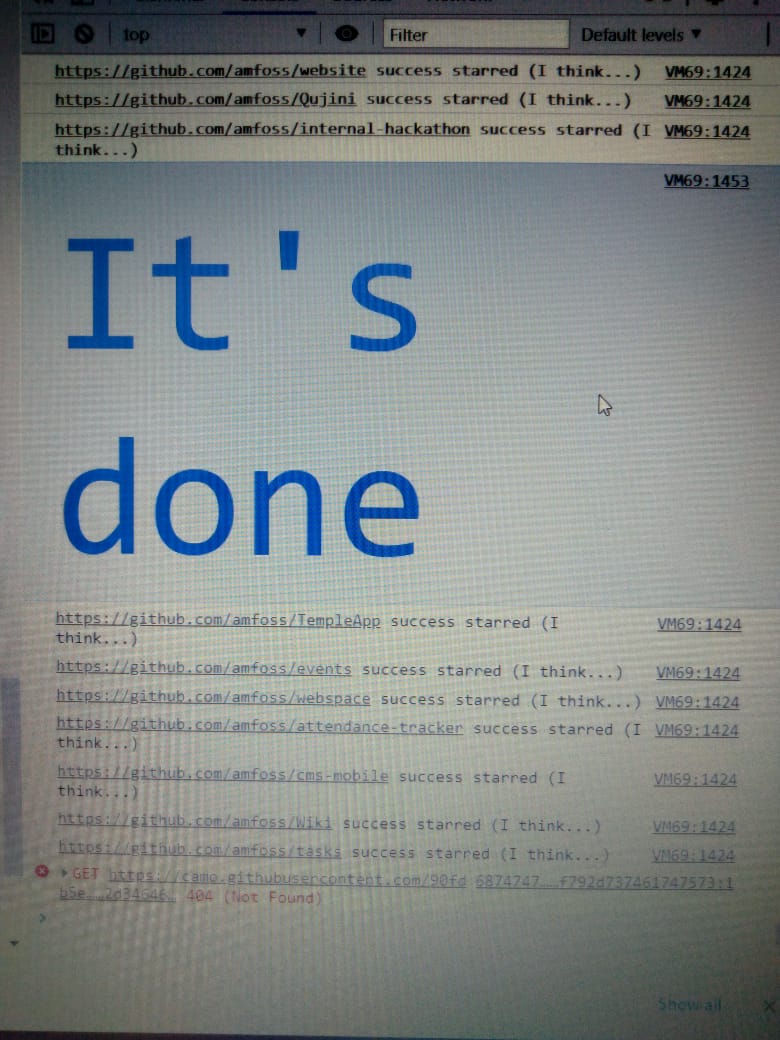 top Filter Default levels ▼
https://github.com/amfoss/website success starred (I think...) VM69:1424
https://github.com/amfoss/Qujini success starred (I think...) VM69:1424
https://github.com/amfoss/internal-hackathon success starred (I VM69:1424
think...)
VM69:1453
It's
done
https://github.com/amfoss/TempleApp success starred (I VM69:1424
think...)
https://github.com/amfoss/events success starred (I think...) VM69:1424
https://github.com/amfoss/webspace success starred (I think...) VM69:1424
https://github.com/amfoss/attendance-tracker success starred (I VM69:1424
think...)
https://github.com/amfoss/cms-mobile success starred (I VM69:1424
think...)
https://github.com/amfoss/Wiki success starred (I think...) VM69:1424
https://github.com/amfoss/tasks success starred (I think...) VM69:1424
GET https://camo.githubusercontent.com/90fd 6874747……f792d737461747573:1
b5e……2d34646… 404 (Not Found)
Show all